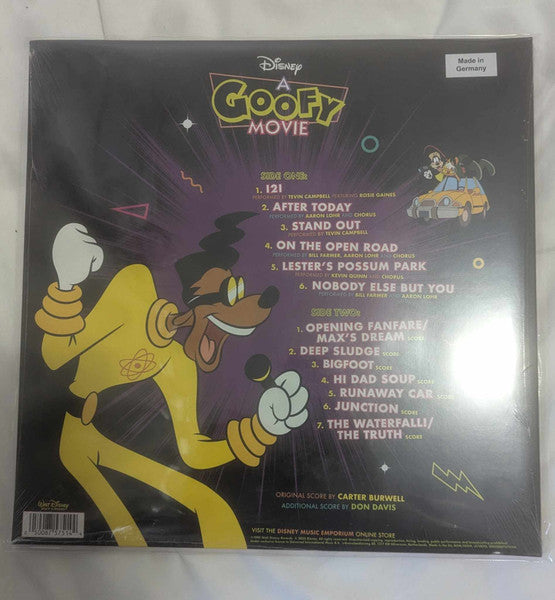 Disney
Made in
Germany
A
GOOFY
MOVIE
SIDE ONE:
1. I2I
PERFORMED BY TEVIN CAMPBELL FEATURING ROSIE GAINES
2. AFTER TODAY
PERFORMED BY AARON LOHR AND CHORUS
3. STAND OUT
PERFORMED BY TEVIN CAMPBELL
4. ON THE OPEN ROAD
PERFORMED BY BILL FARMER, AARON LOHR AND CHORUS
5. LESTER'S POSSUM PARK
PERFORMED BY KEVIN QUINN AND CHORUS
6. NOBODY ELSE BUT YOU
PERFORMED BY BILL FARMER AND AARON LOHR
SIDE TWO:
1. OPENING FANFARE/
MAX'S DREAM SCORE
2. DEEP SLUDGE SCORE
3. BIGFOOT SCORE
4. HI DAD SOUP SCORE
5. RUNAWAY CAR SCORE
6. JUNCTION SCORE
7. THE WATERFALL!/
THE TRUTH SCORE
ORIGINAL SCORE BY CARTER BURWELL
ADDITIONAL SCORE BY DON DAVIS
Walt Disney
VISIT THE DISNEY MUSIC EMPORIUM ONLINE STORE